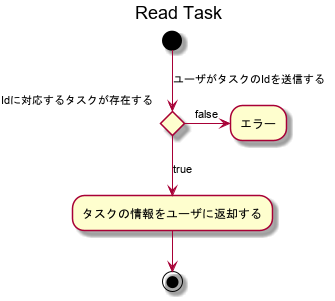 Read Task
ユーザがタスクのIdを送信する
Idに対応するタスクが存在する
false
エラー
true
タスクの情報をユーザに返却する